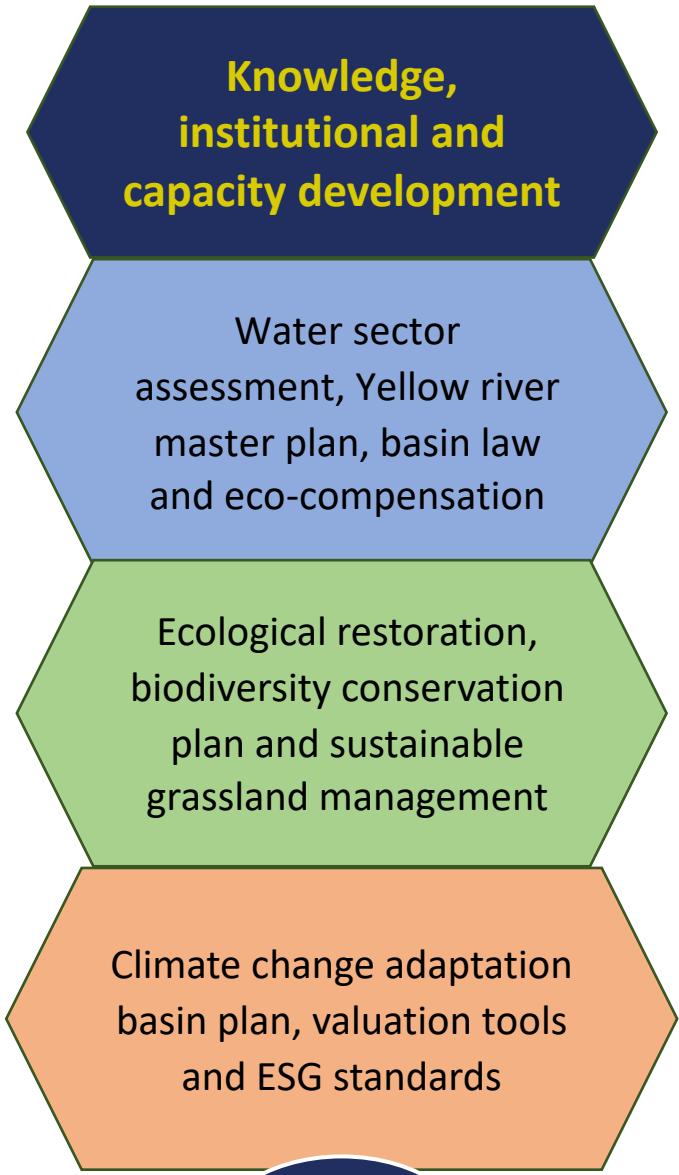 Knowledge,
institutional and
capacity development
Water sector
assessment, Yellow river
master plan, basin law
and eco-compensation
Ecological restoration,
biodiversity conservation
plan and sustainable
grassland management
Climate change adaptation
basin plan, valuation tools
and ESG standards